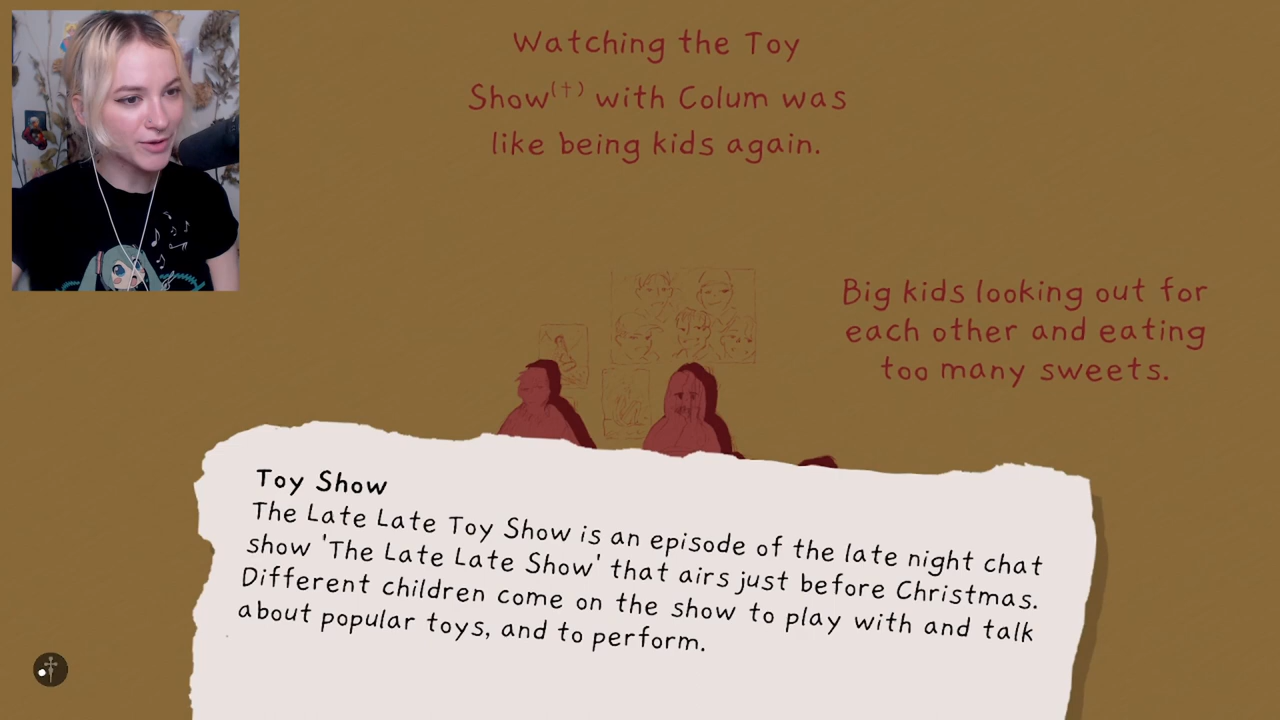 Watching the Toy
Show(†) with Colum was
like being kids again.
Big kids looking out for
each other and eating
too many sweets.
Toy Show
The Late Late Toy Show is an episode of the late night chat
show 'The Late Late Show' that airs just before Christmas.
Different children come on the show to play with and talk
about popular toys, and to perform.